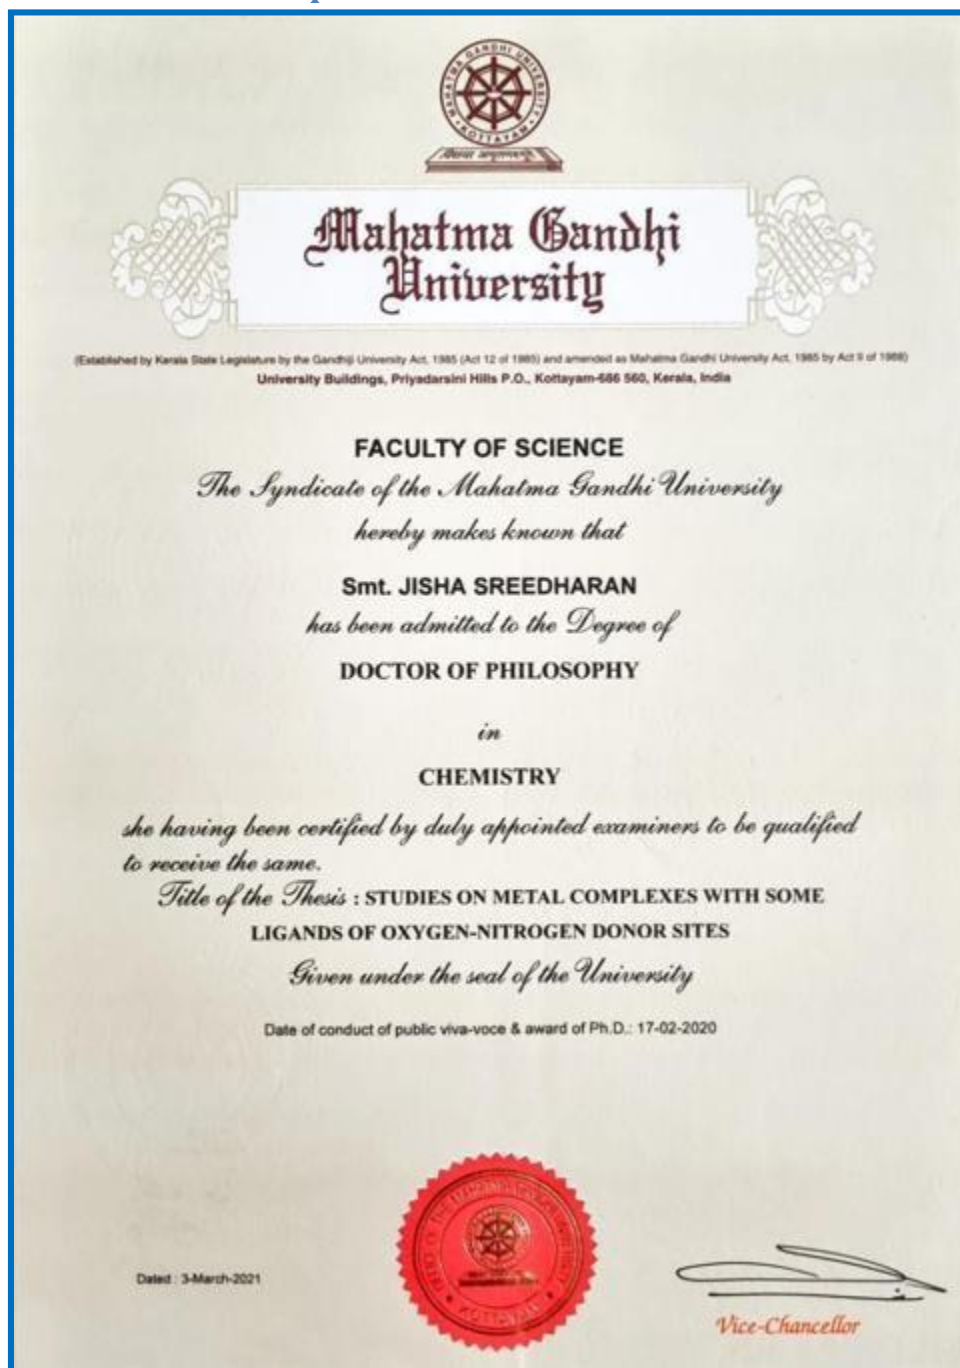 MAHATMA GANDHI UNIVERSITY
KOTTAYAM
Mahatma Gandhi
University
(Established by Kerala State Legislature by the Gandhiji University Act, 1985 (Act 12 of 1985) and amended as Mahatma Gandhi University Act, 1985 by Act 9 of 1988)
University Buildings, Priyadarsini Hills P.O., Kottayam-686 560, Kerala, India
FACULTY OF SCIENCE
The Syndicate of the Mahatma Gandhi University
hereby makes known that
Smt. JISHA SREEDHARAN
has been admitted to the Degree of
DOCTOR OF PHILOSOPHY
in
CHEMISTRY
she having been certified by duly appointed examiners to be qualified
to receive the same.
Title of the Thesis : STUDIES ON METAL COMPLEXES WITH SOME
LIGANDS OF OXYGEN-NITROGEN DONOR SITES
Given under the seal of the University
Date of conduct of public viva-voce & award of Ph.D.: 17-02-2020
KOTTAYAM
Dated : 3-March-2021
Vice-Chancellor